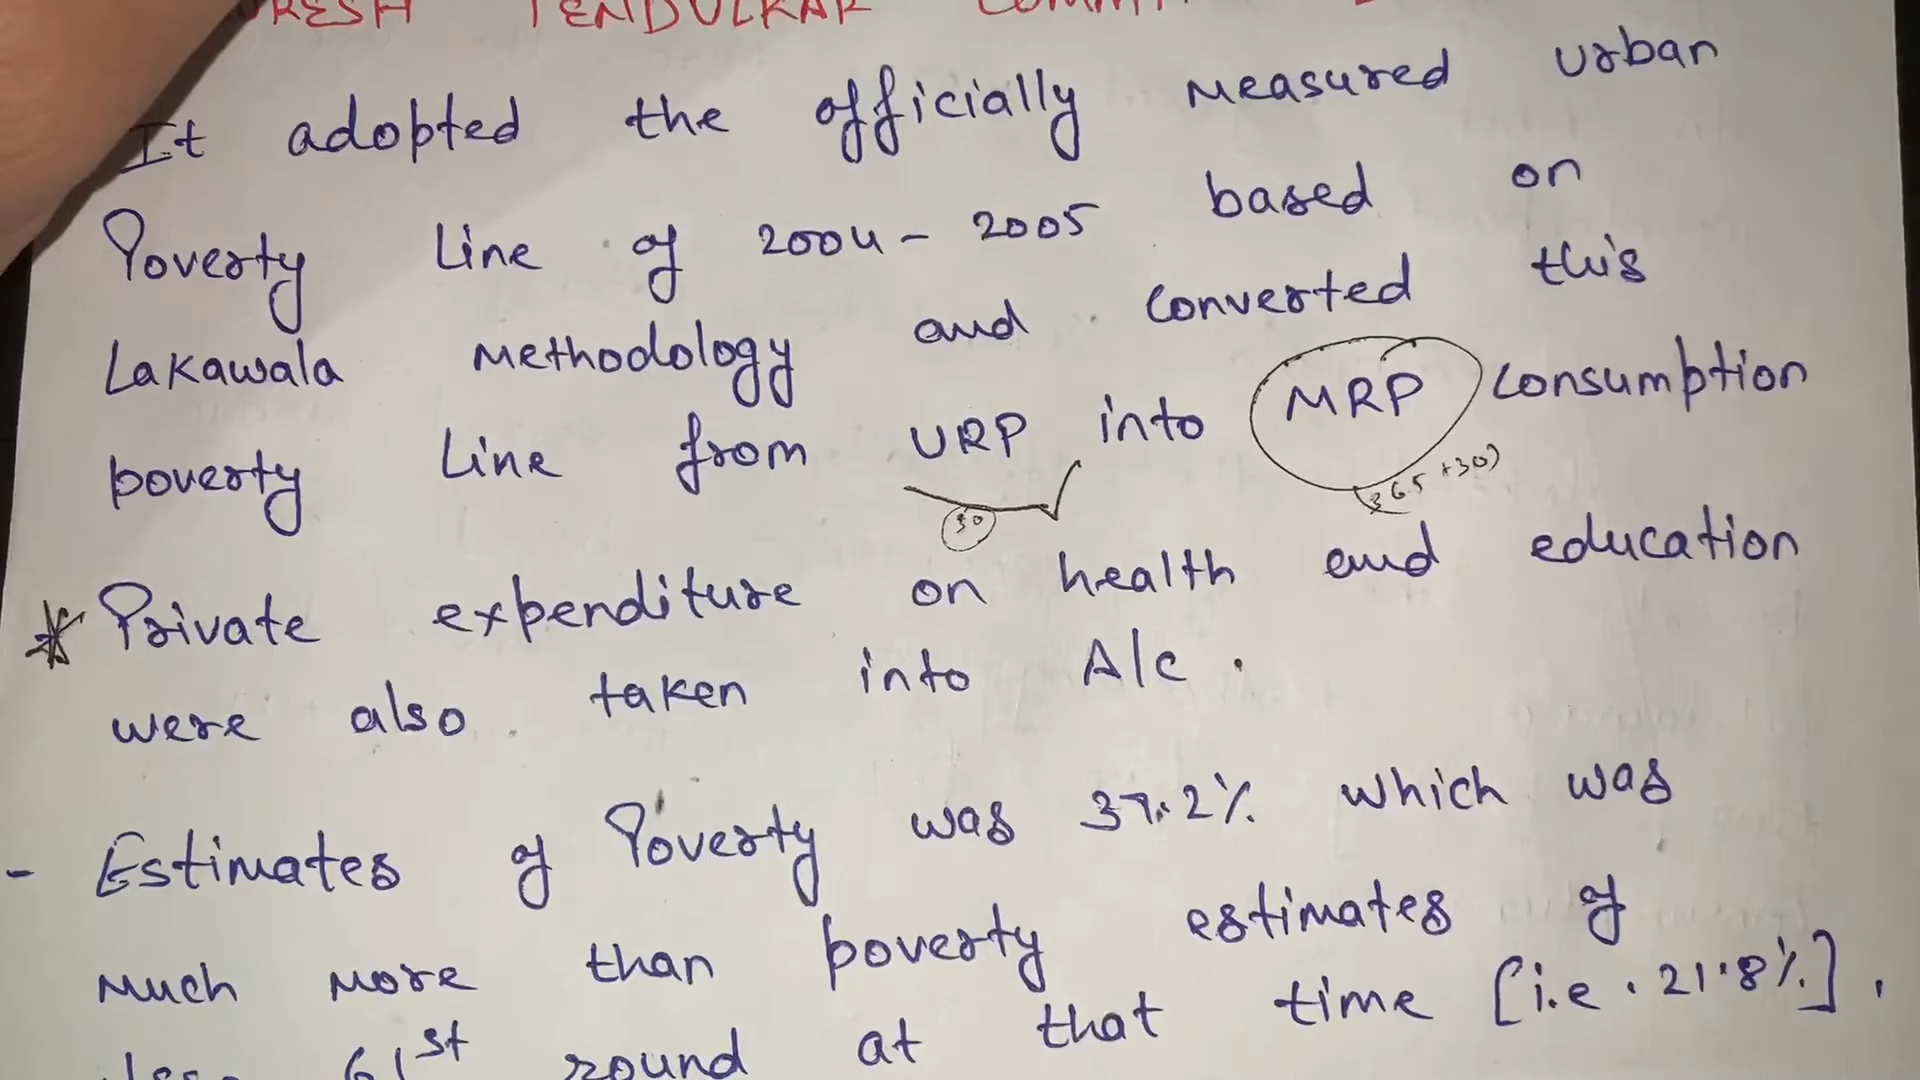 TENDULKAR
It adopted the officially measured urban
Poverty Line of 2004-2005 based on
Lakawala methodology and converted this
poverty Line from URP into MRP consumption
30
(365+30)
* Private expenditure on health and education
were also taken into A/c.
- Estimates of Poverty was 37.2% which was
much more than poverty estimates of
61st round at that time [i.e. 21.8%].